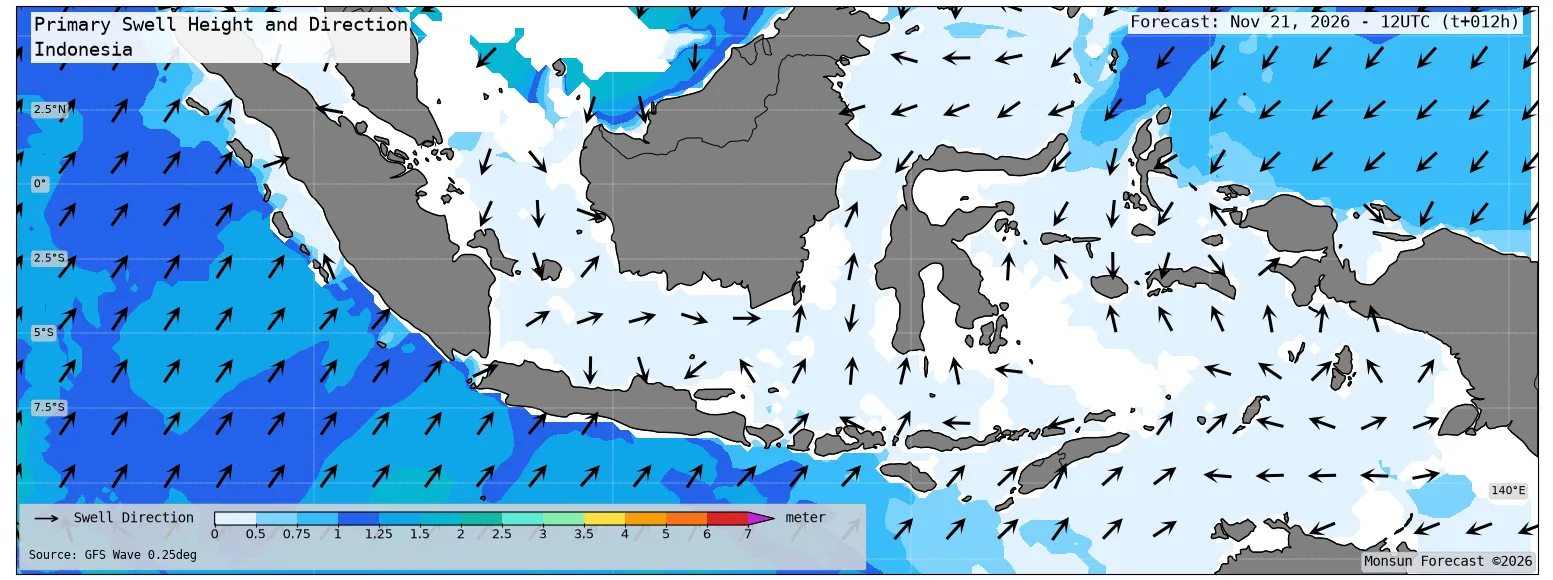 Primary Swell Height and Direction
Indonesia
Forecast: Nov 21, 2026 - 12UTC (t+012h)
2.5°N
0°
2.5°S
5°S
7.5°S
140°E
Swell Direction
0 0.5 0.75 1 1.25 1.5 2 2.5 3 3.5 4 5 6 7
meter
Source: GFS Wave 0.25deg
Monsun Forecast ©2026